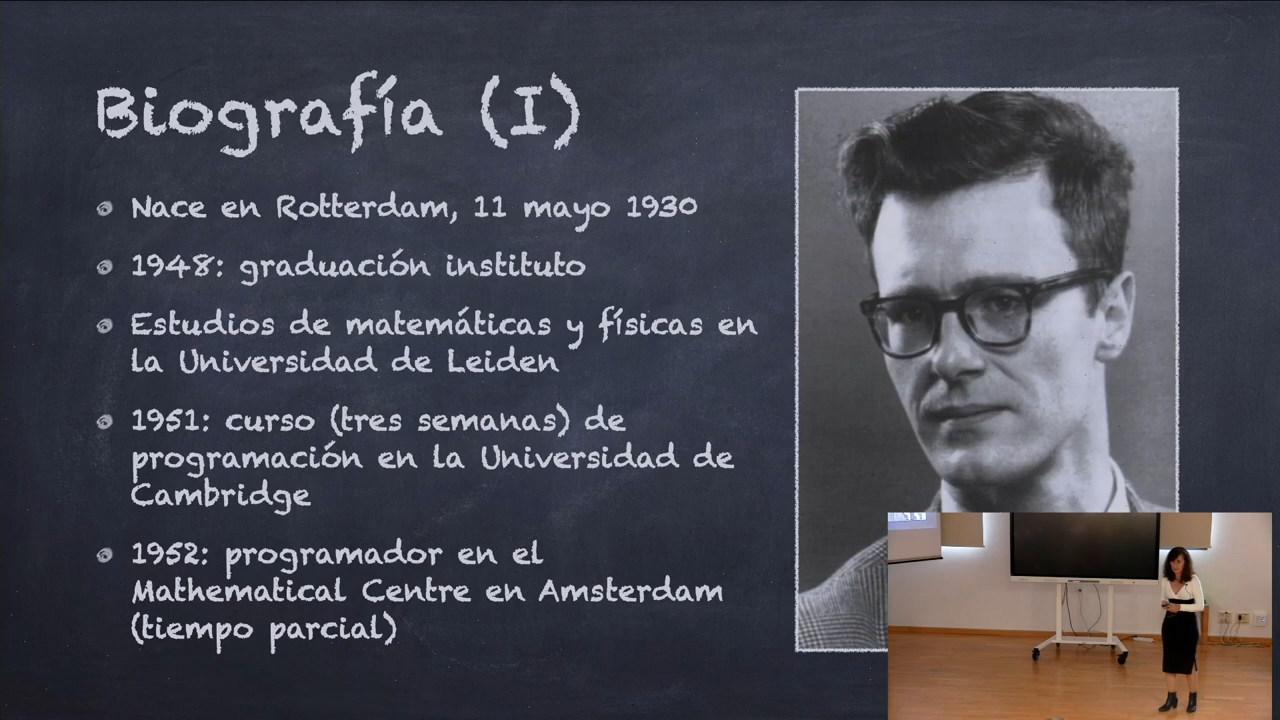 Biografía (I)
Nace en Rotterdam, 11 mayo 1930
1948: graduación instituto
Estudios de matemáticas y físicas en
la Universidad de Leiden
1951: curso (tres semanas) de
programación en la Universidad de
Cambridge
1952: programador en el
Mathematical Centre en Amsterdam
(tiempo parcial)